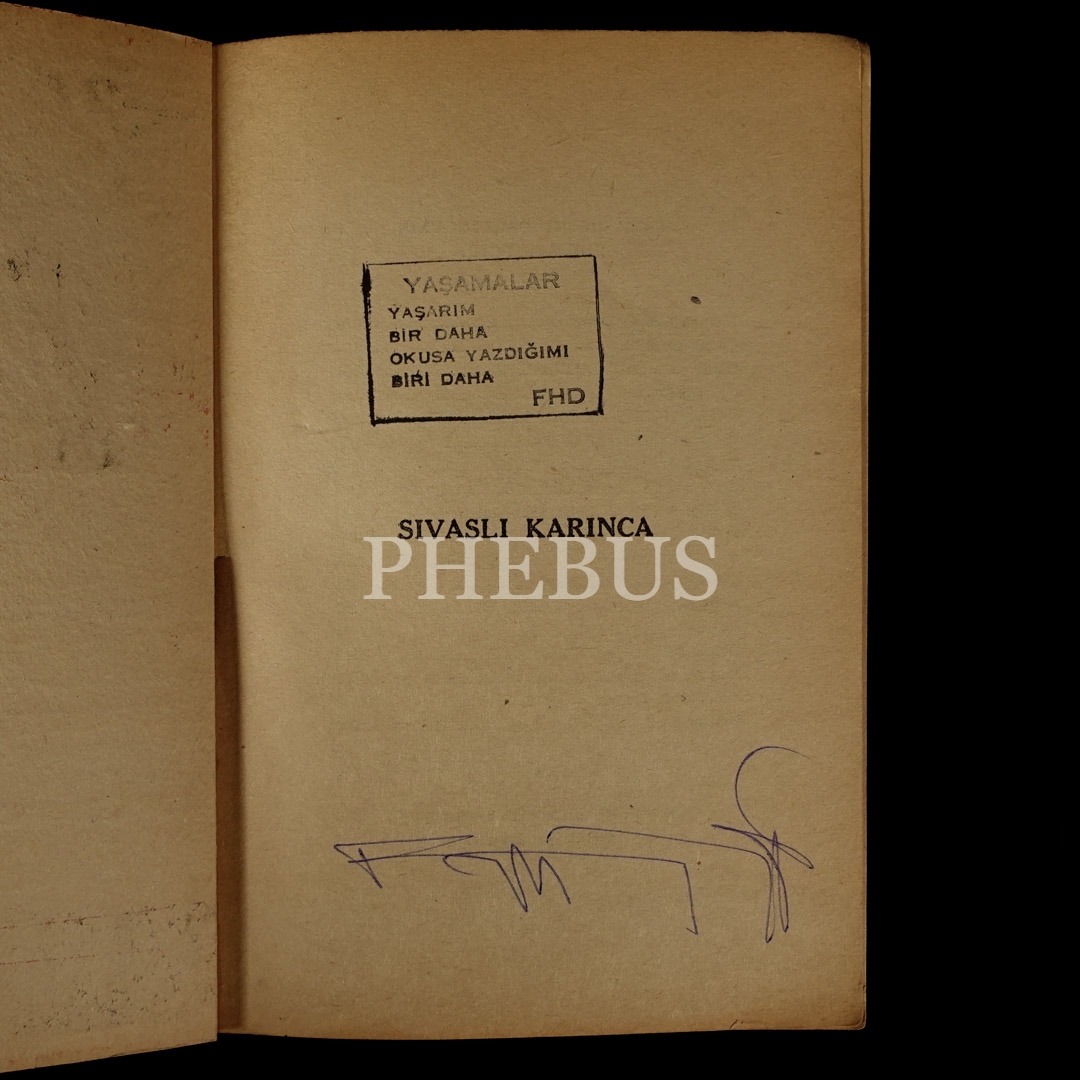 YAŞAMALAR
YAŞARIM
BİR DAHA
OKUSA YAZDIĞIMI
BİRİ DAHA
FHD
SIVASLI KARINCA
PHEBUS